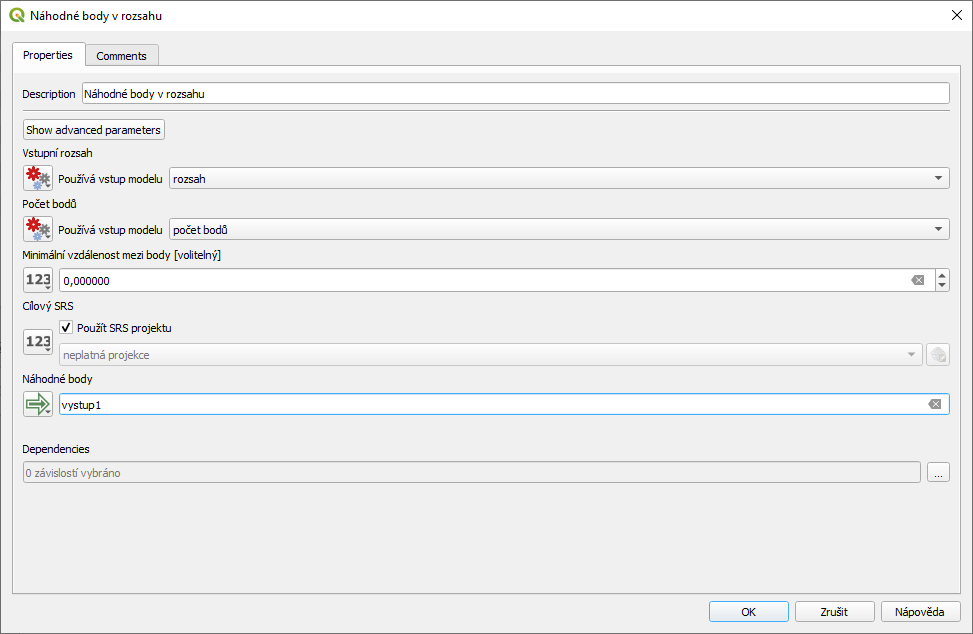 Náhodné body v rozsahu
Properties
Comments
Description
Náhodné body v rozsahu
Show advanced parameters
Vstupní rozsah
Používá vstup modelu
rozsah
Počet bodů
Používá vstup modelu
počet bodů
Minimální vzdálenost mezi body [volitelný]
123
0,000000
Cílový SRS
123
Použít SRS projektu
neplatná projekce
Náhodné body
vystup1
Dependencies
0 závislostí vybráno
...
OK
Zrušit
Nápověda